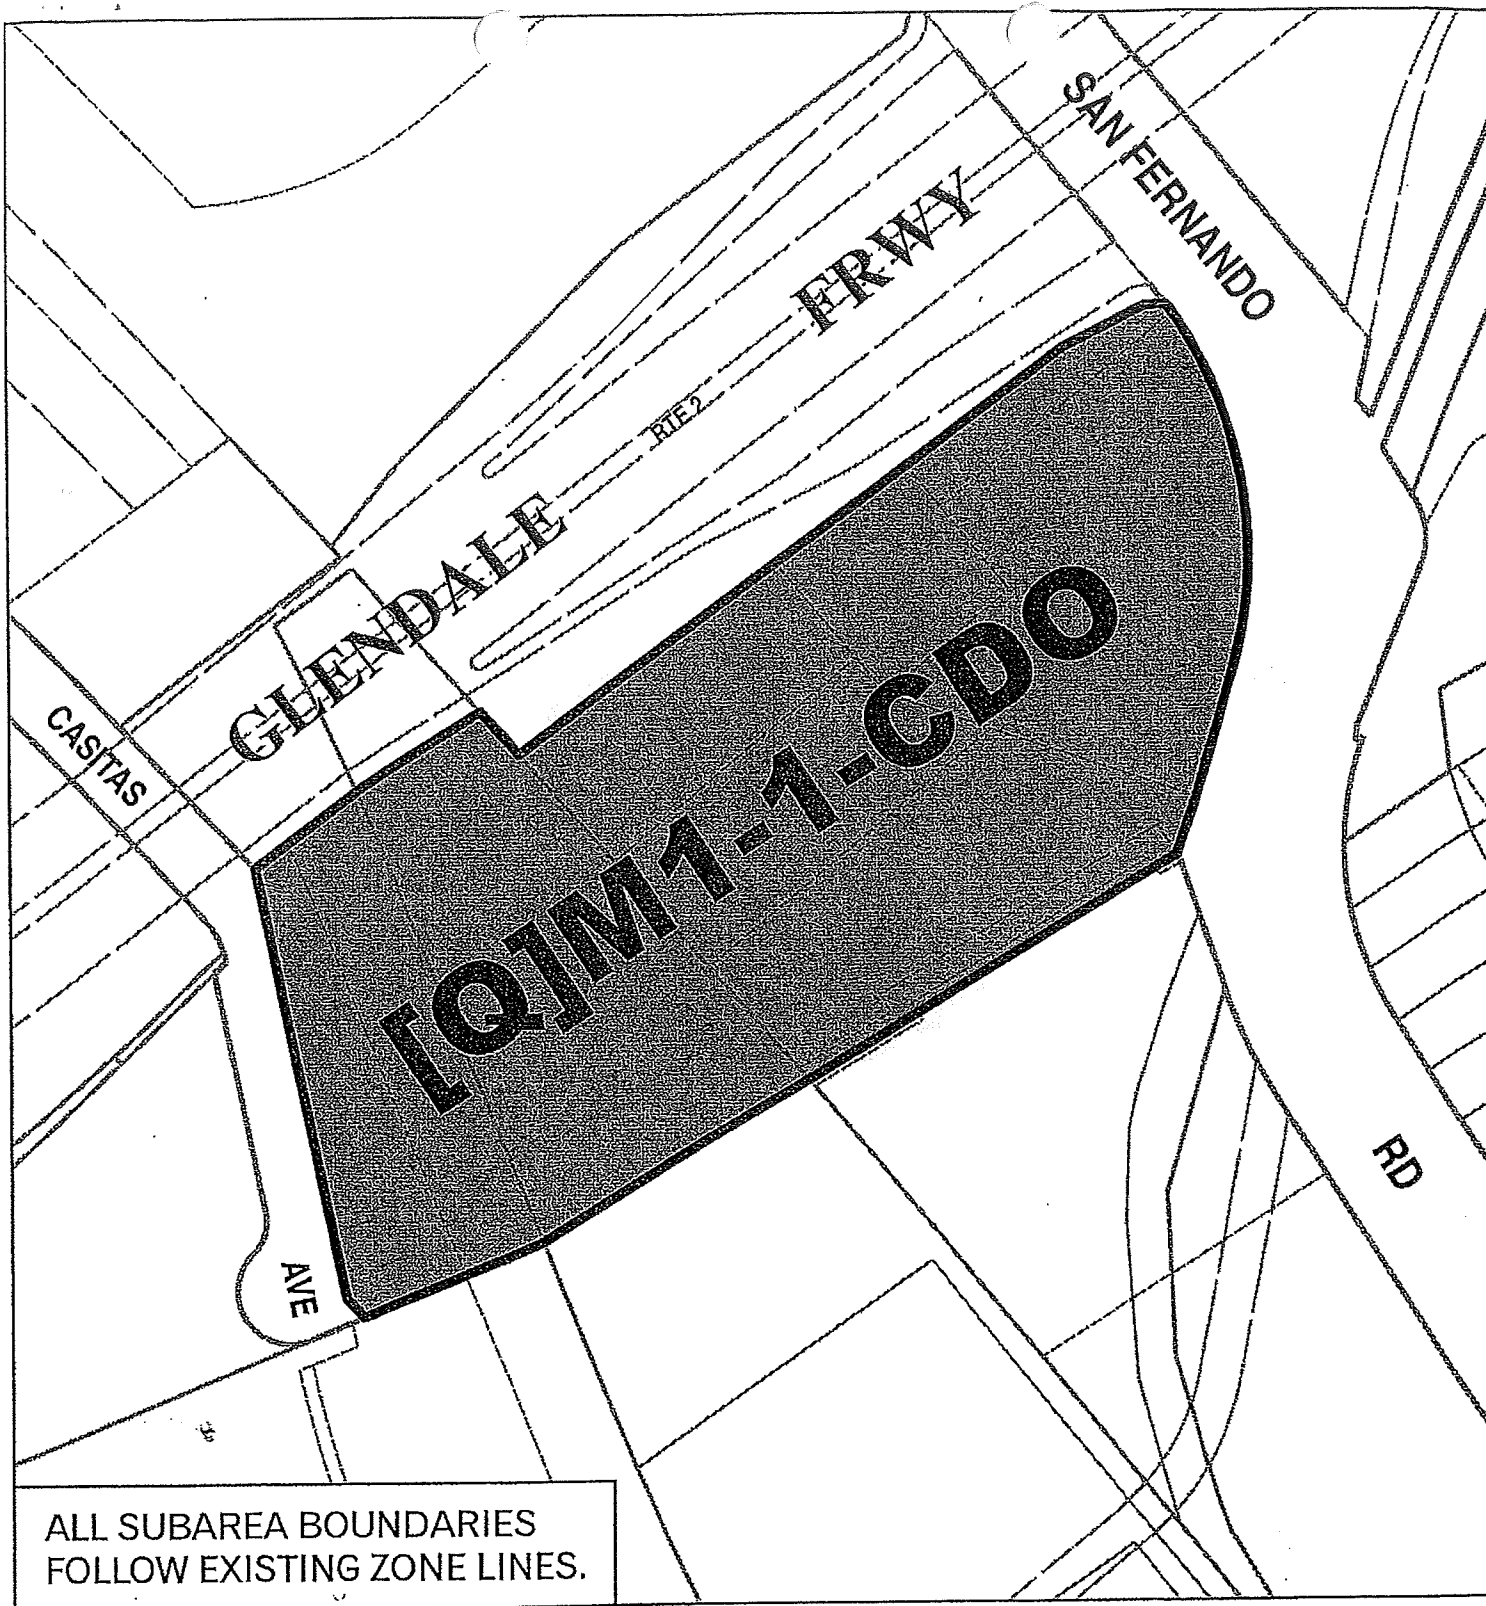 SAN FERNANDO
FRWY
RTE 2
GLENDALE
CASITAS
[Q]M1-1-CDO
RD
AVE
ALL SUBAREA BOUNDARIES
FOLLOW EXISTING ZONE LINES.